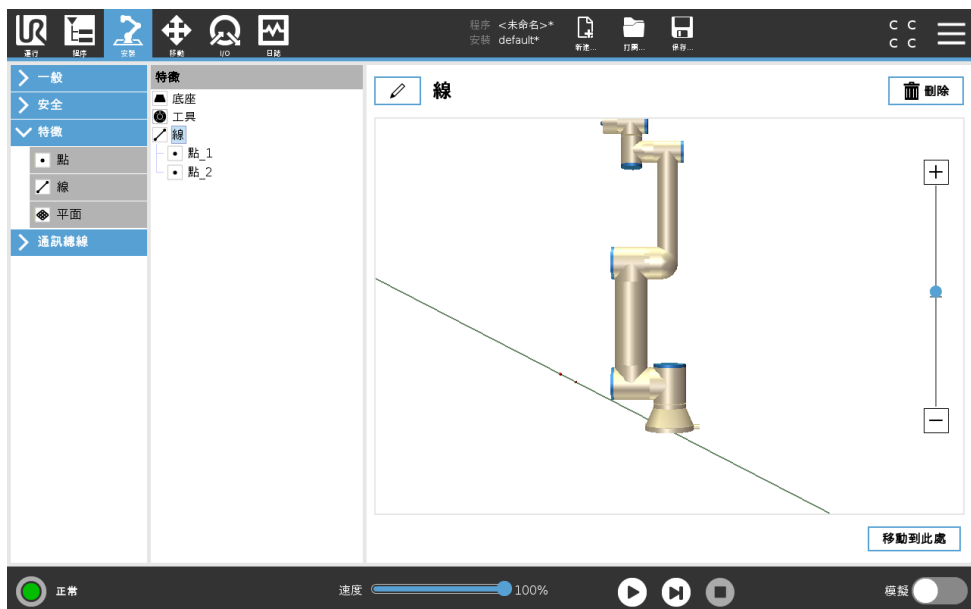 UR
運行
程序
安裝
移動
I/O
日誌
程序 <未命名>*
安裝 default*
新建...
打開...
保存...
C C
C C
一般
安全
特徵
點
線
平面
通訊總線
特徵
底座
工具
線
點_1
點_2
線
刪除
移動到此處
正常
速度
100%
模擬